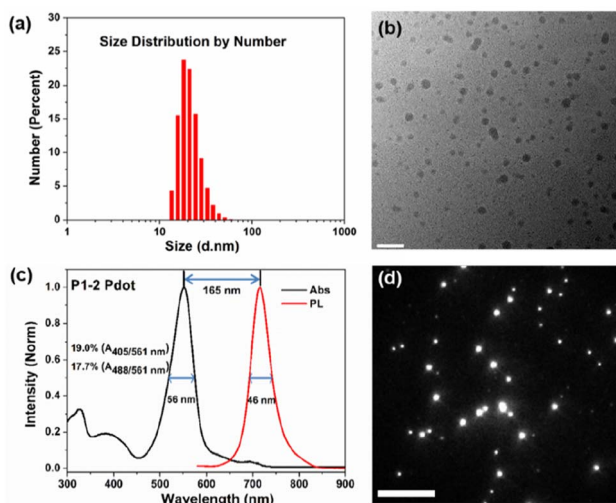 (a)
Size Distribution by Number
Number (Percent)
30
25
20
15
10
5
0
1 10 100 1000
Size (d.nm)
(b)
(c)
P1-2 Pdot
165 nm
Abs
PL
19.0% (A405/561 nm)
17.7% (A488/561 nm)
56 nm
46 nm
Intensity (Norm)
1.0
0.8
0.6
0.4
0.2
0.0
300 400 500 600 700 800 900
Wavelength (nm)
(d)